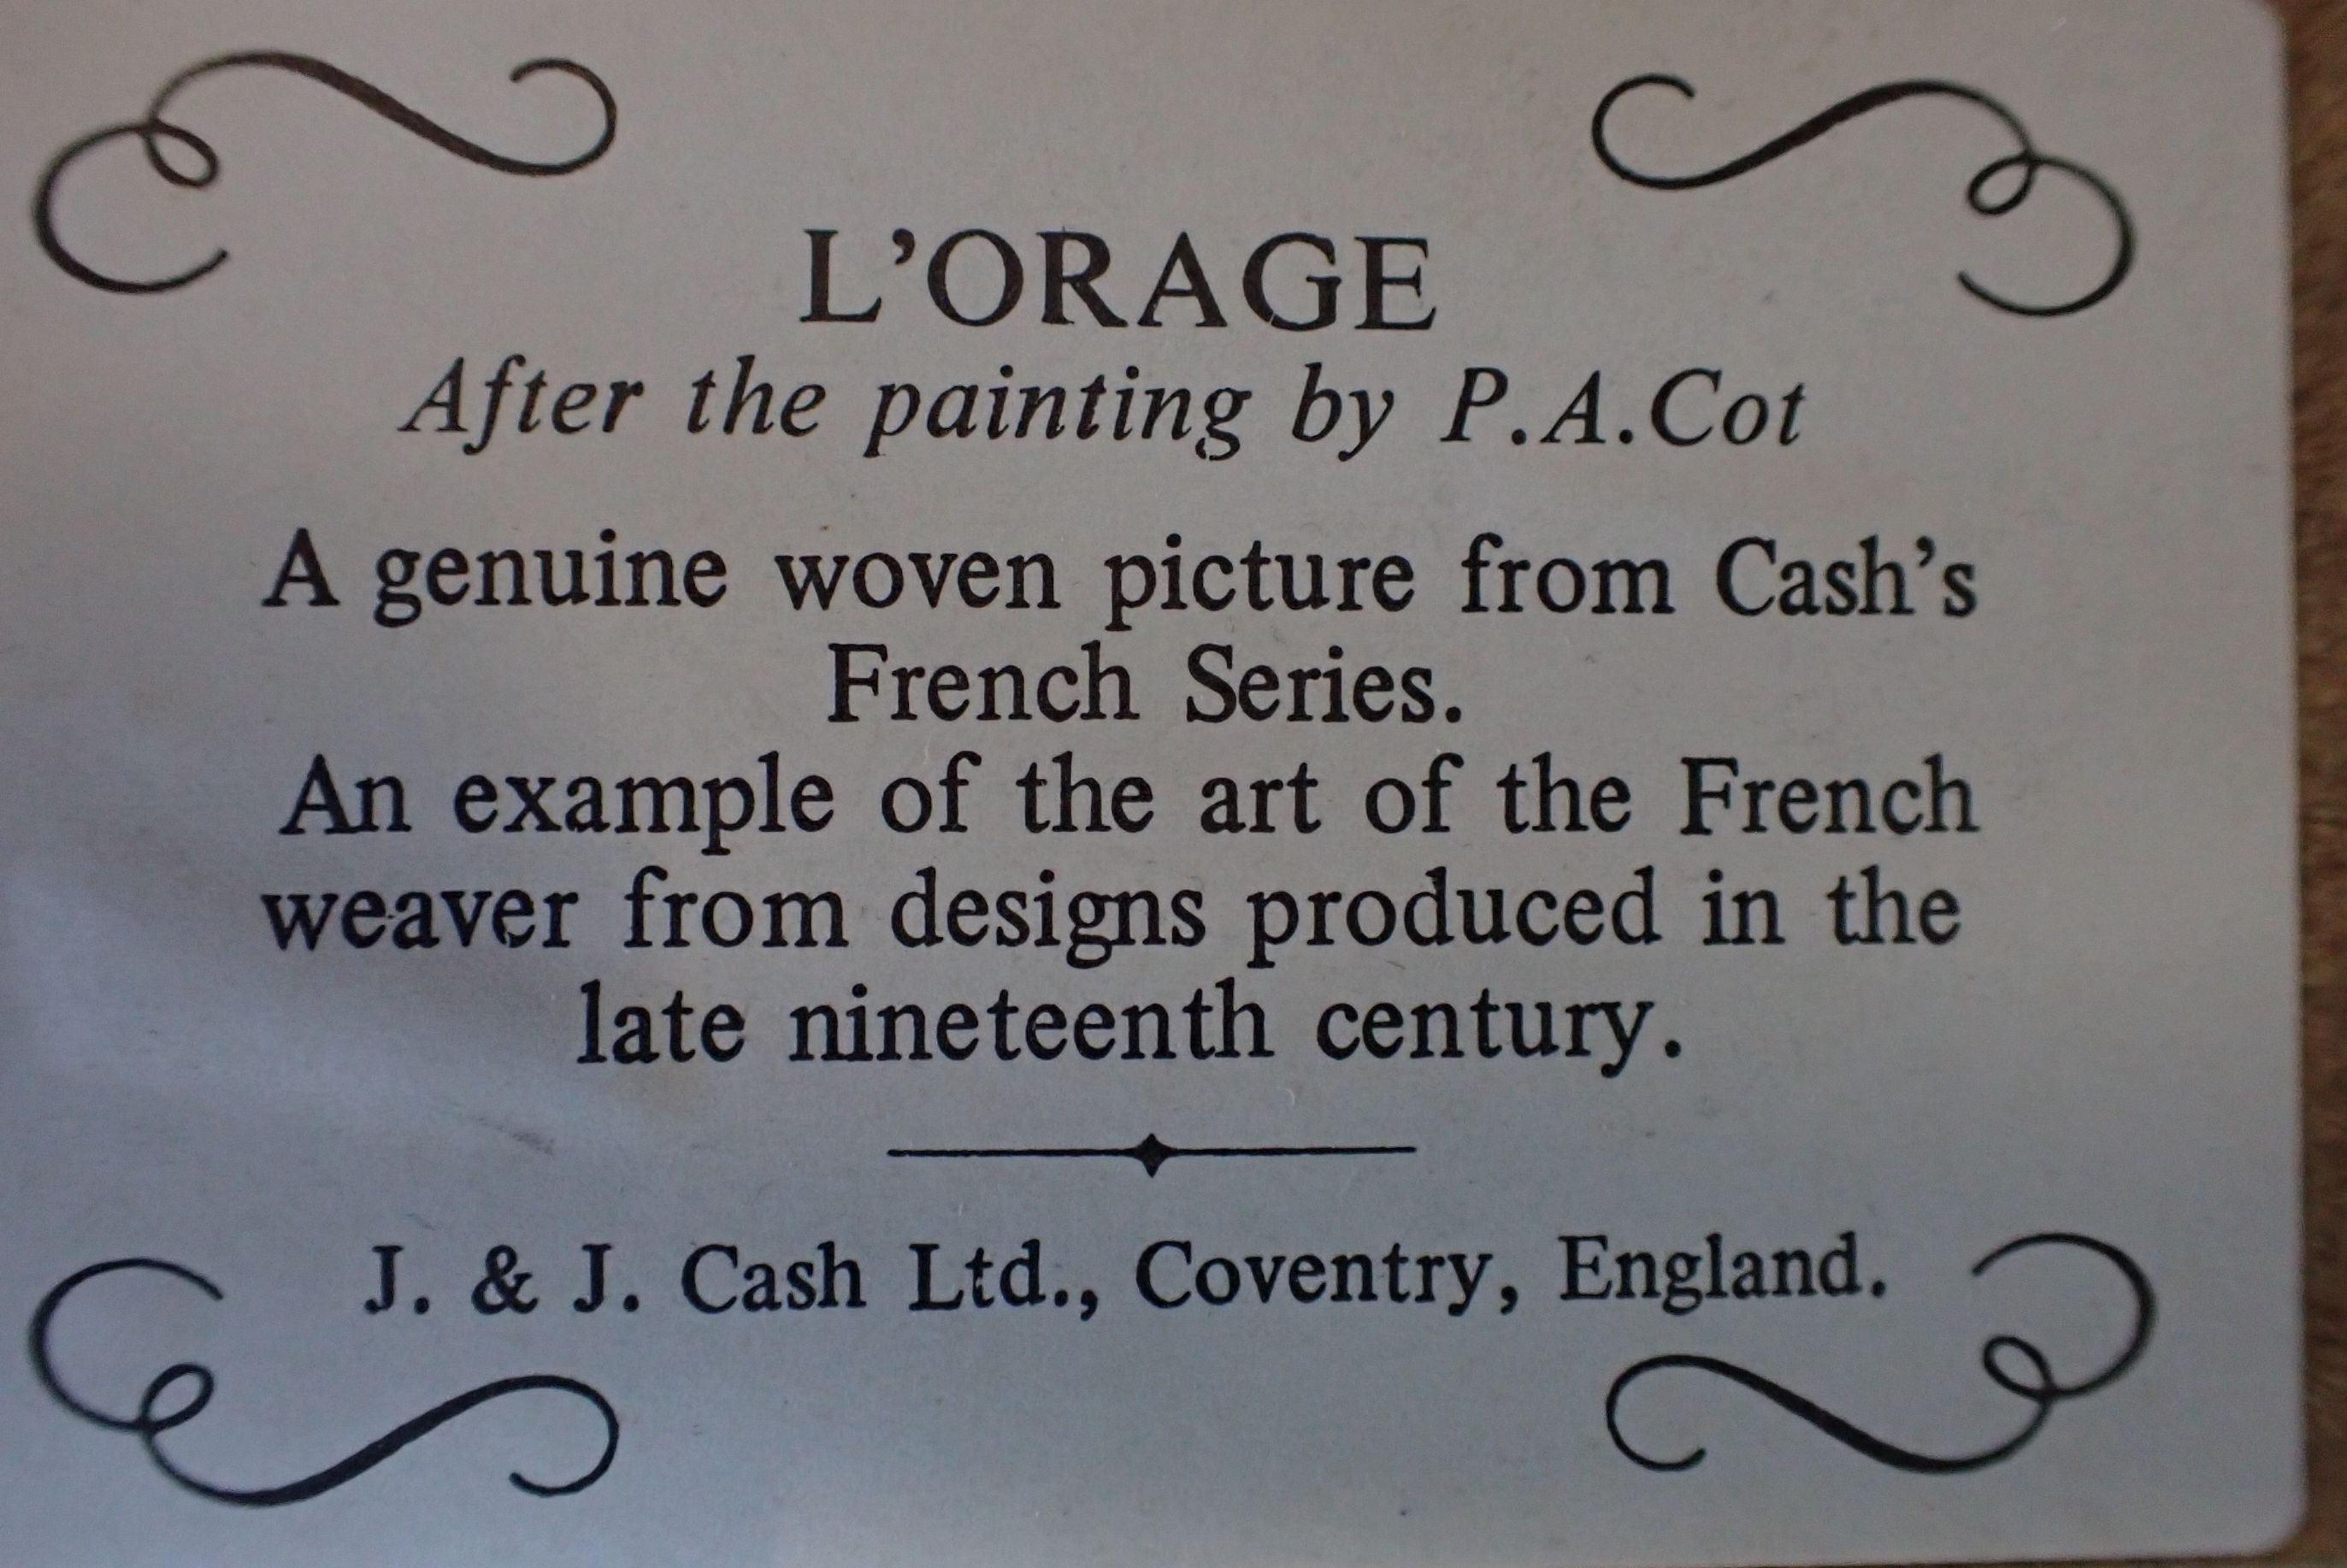 L'ORAGE
After the painting by P.A.Cot
A genuine woven picture from Cash's
French Series.
An example of the art of the French
weaver from designs produced in the
late nineteenth century.
J. & J. Cash Ltd., Coventry, England.